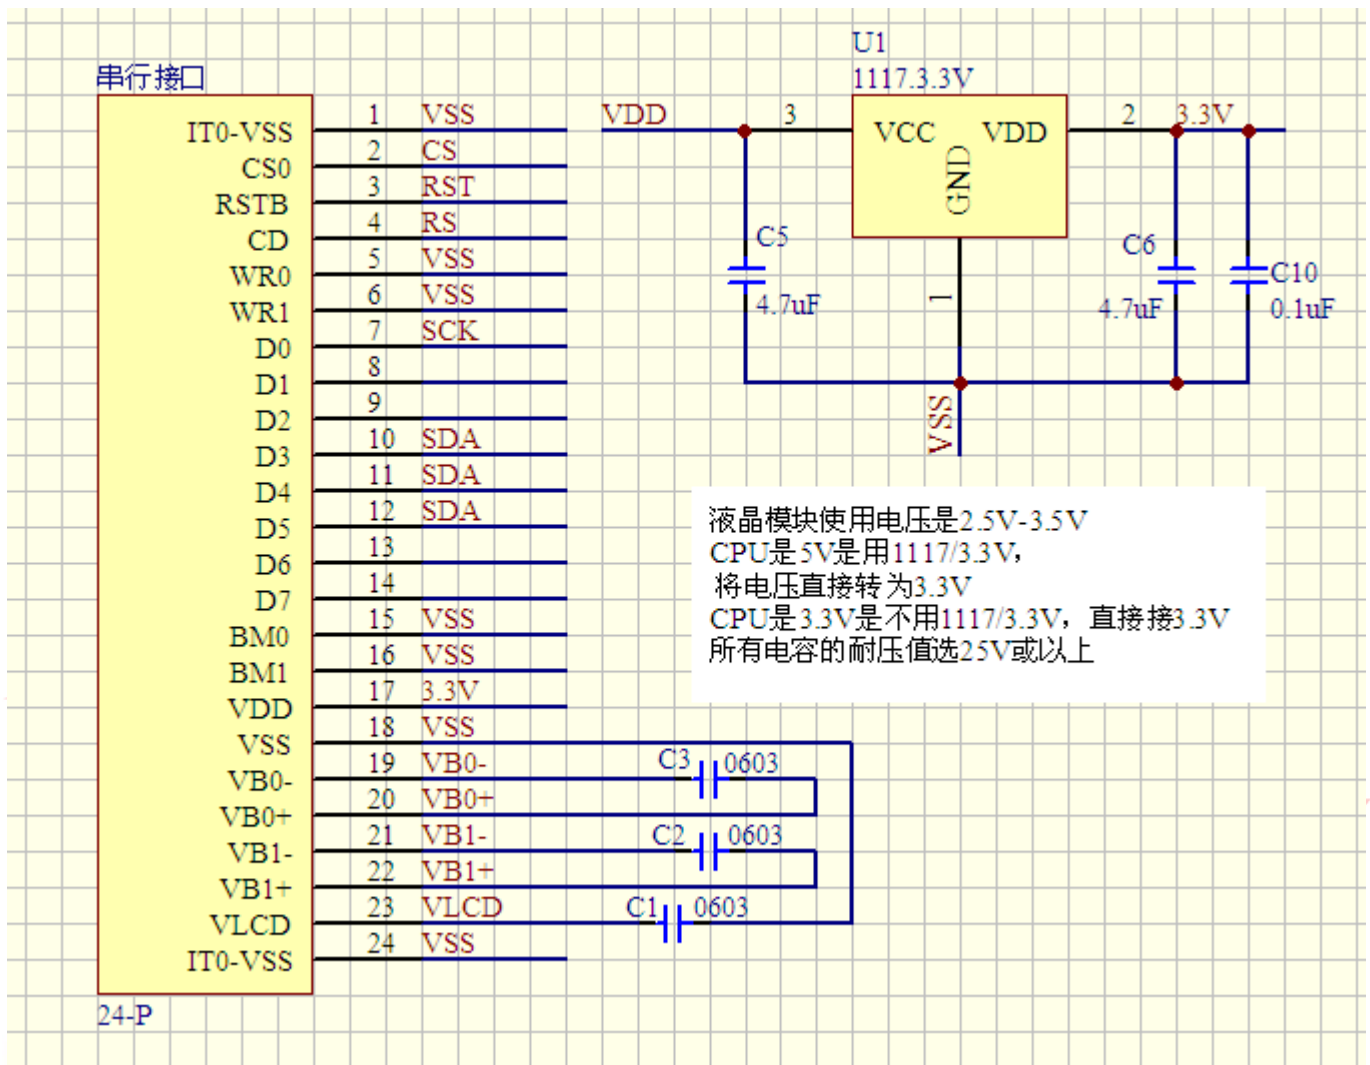 串行接口
IT0-VSS 1 VSS
CS0 2 CS
RSTB 3 RST
CD 4 RS
WR0 5 VSS
WR1 6 VSS
D0 7 SCK
D1 8
D2 9
D3 10 SDA
D4 11 SDA
D5 12 SDA
D6 13
D7 14
BM0 15 VSS
BM1 16 VSS
VDD 17 3.3V
VSS 18 VSS
VB0- 19 VB0- C3 0603
VB0+ 20 VB0+
VB1- 21 VB1- C2 0603
VB1+ 22 VB1+
VLCD 23 VLCD C1 0603
IT0-VSS 24 VSS
24-P
U1
1117.3.3V
VDD 3 VCC VDD 2 3.3V
GND
C5
4.7uF
1
C6
4.7uF
C10
0.1uF
VSS
液晶模块使用电压是2.5V-3.5V
CPU是5V是用1117/3.3V，
将电压直接转为3.3V
CPU是3.3V是不用1117/3.3V，直接接3.3V
所有电容的耐压值选25V或以上